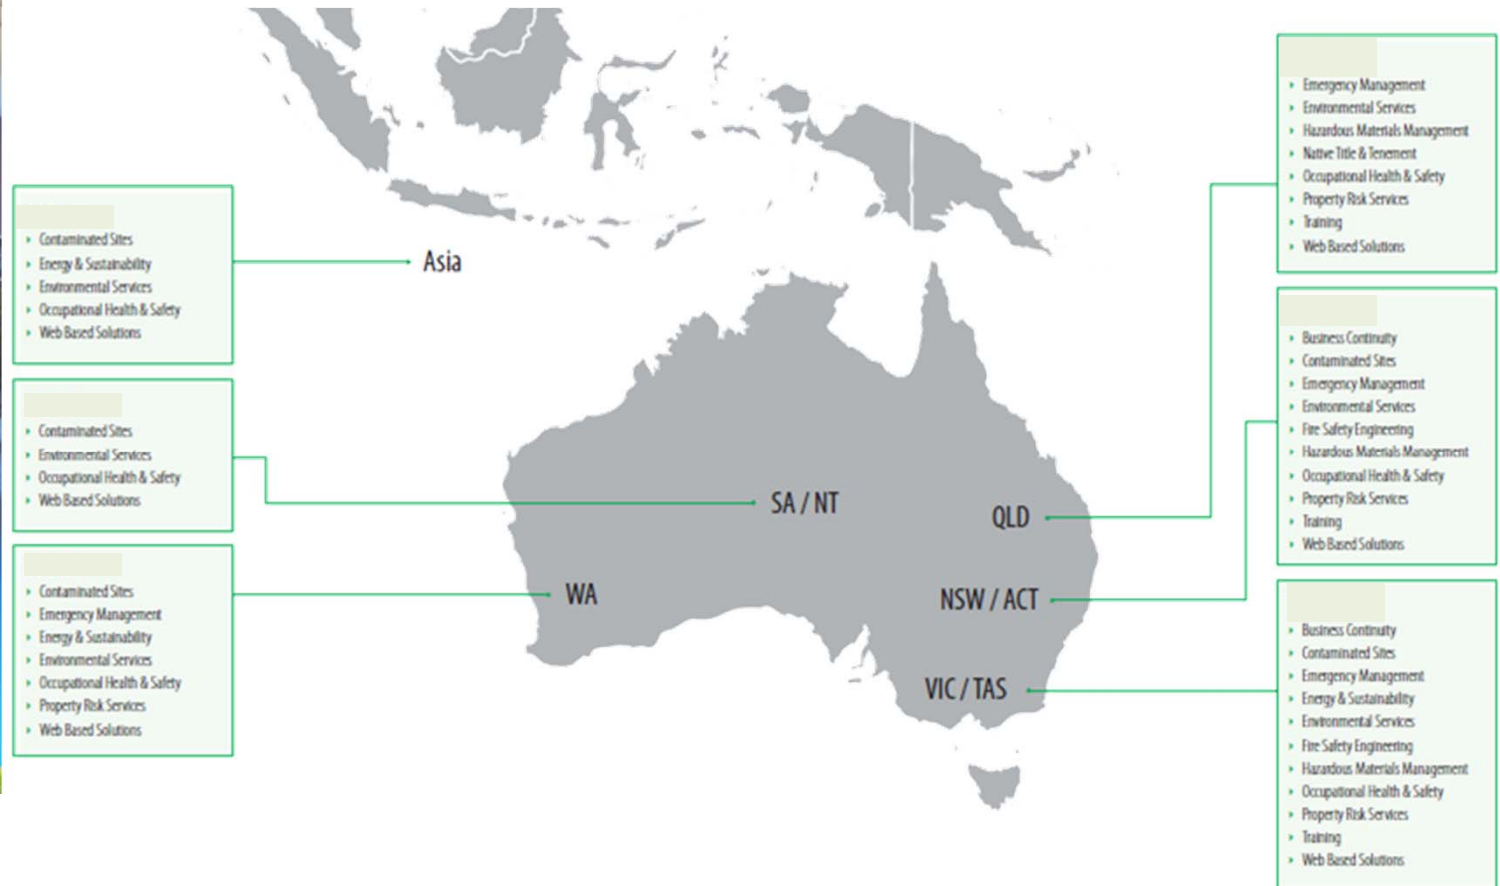 Contaminated Sites
Energy & Sustainability
Environmental Services
Occupational Health & Safety
Web Based Solutions
Asia
Contaminated Sites
Environmental Services
Occupational Health & Safety
Web Based Solutions
SA / NT
Contaminated Sites
Emergency Management
Energy & Sustainability
Environmental Services
Occupational Health & Safety
Property Risk Services
Web Based Solutions
WA
QLD
NSW / ACT
VIC / TAS
Emergency Management
Environmental Services
Hazardous Materials Management
Native Title & Tenement
Occupational Health & Safety
Property Risk Services
Training
Web Based Solutions
Business Continuity
Contaminated Sites
Emergency Management
Environmental Services
Fire Safety Engineering
Hazardous Materials Management
Occupational Health & Safety
Property Risk Services
Training
Web Based Solutions
Business Continuity
Contaminated Sites
Emergency Management
Energy & Sustainability
Environmental Services
Fire Safety Engineering
Hazardous Materials Management
Occupational Health & Safety
Property Risk Services
Training
Web Based Solutions